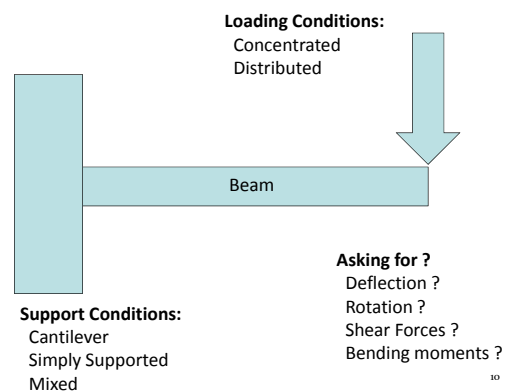 Loading Conditions:
Concentrated
Distributed
Beam
Asking for ?
Deflection ?
Rotation ?
Shear Forces ?
Bending moments ?
Support Conditions:
Cantilever
Simply Supported
Mixed
10